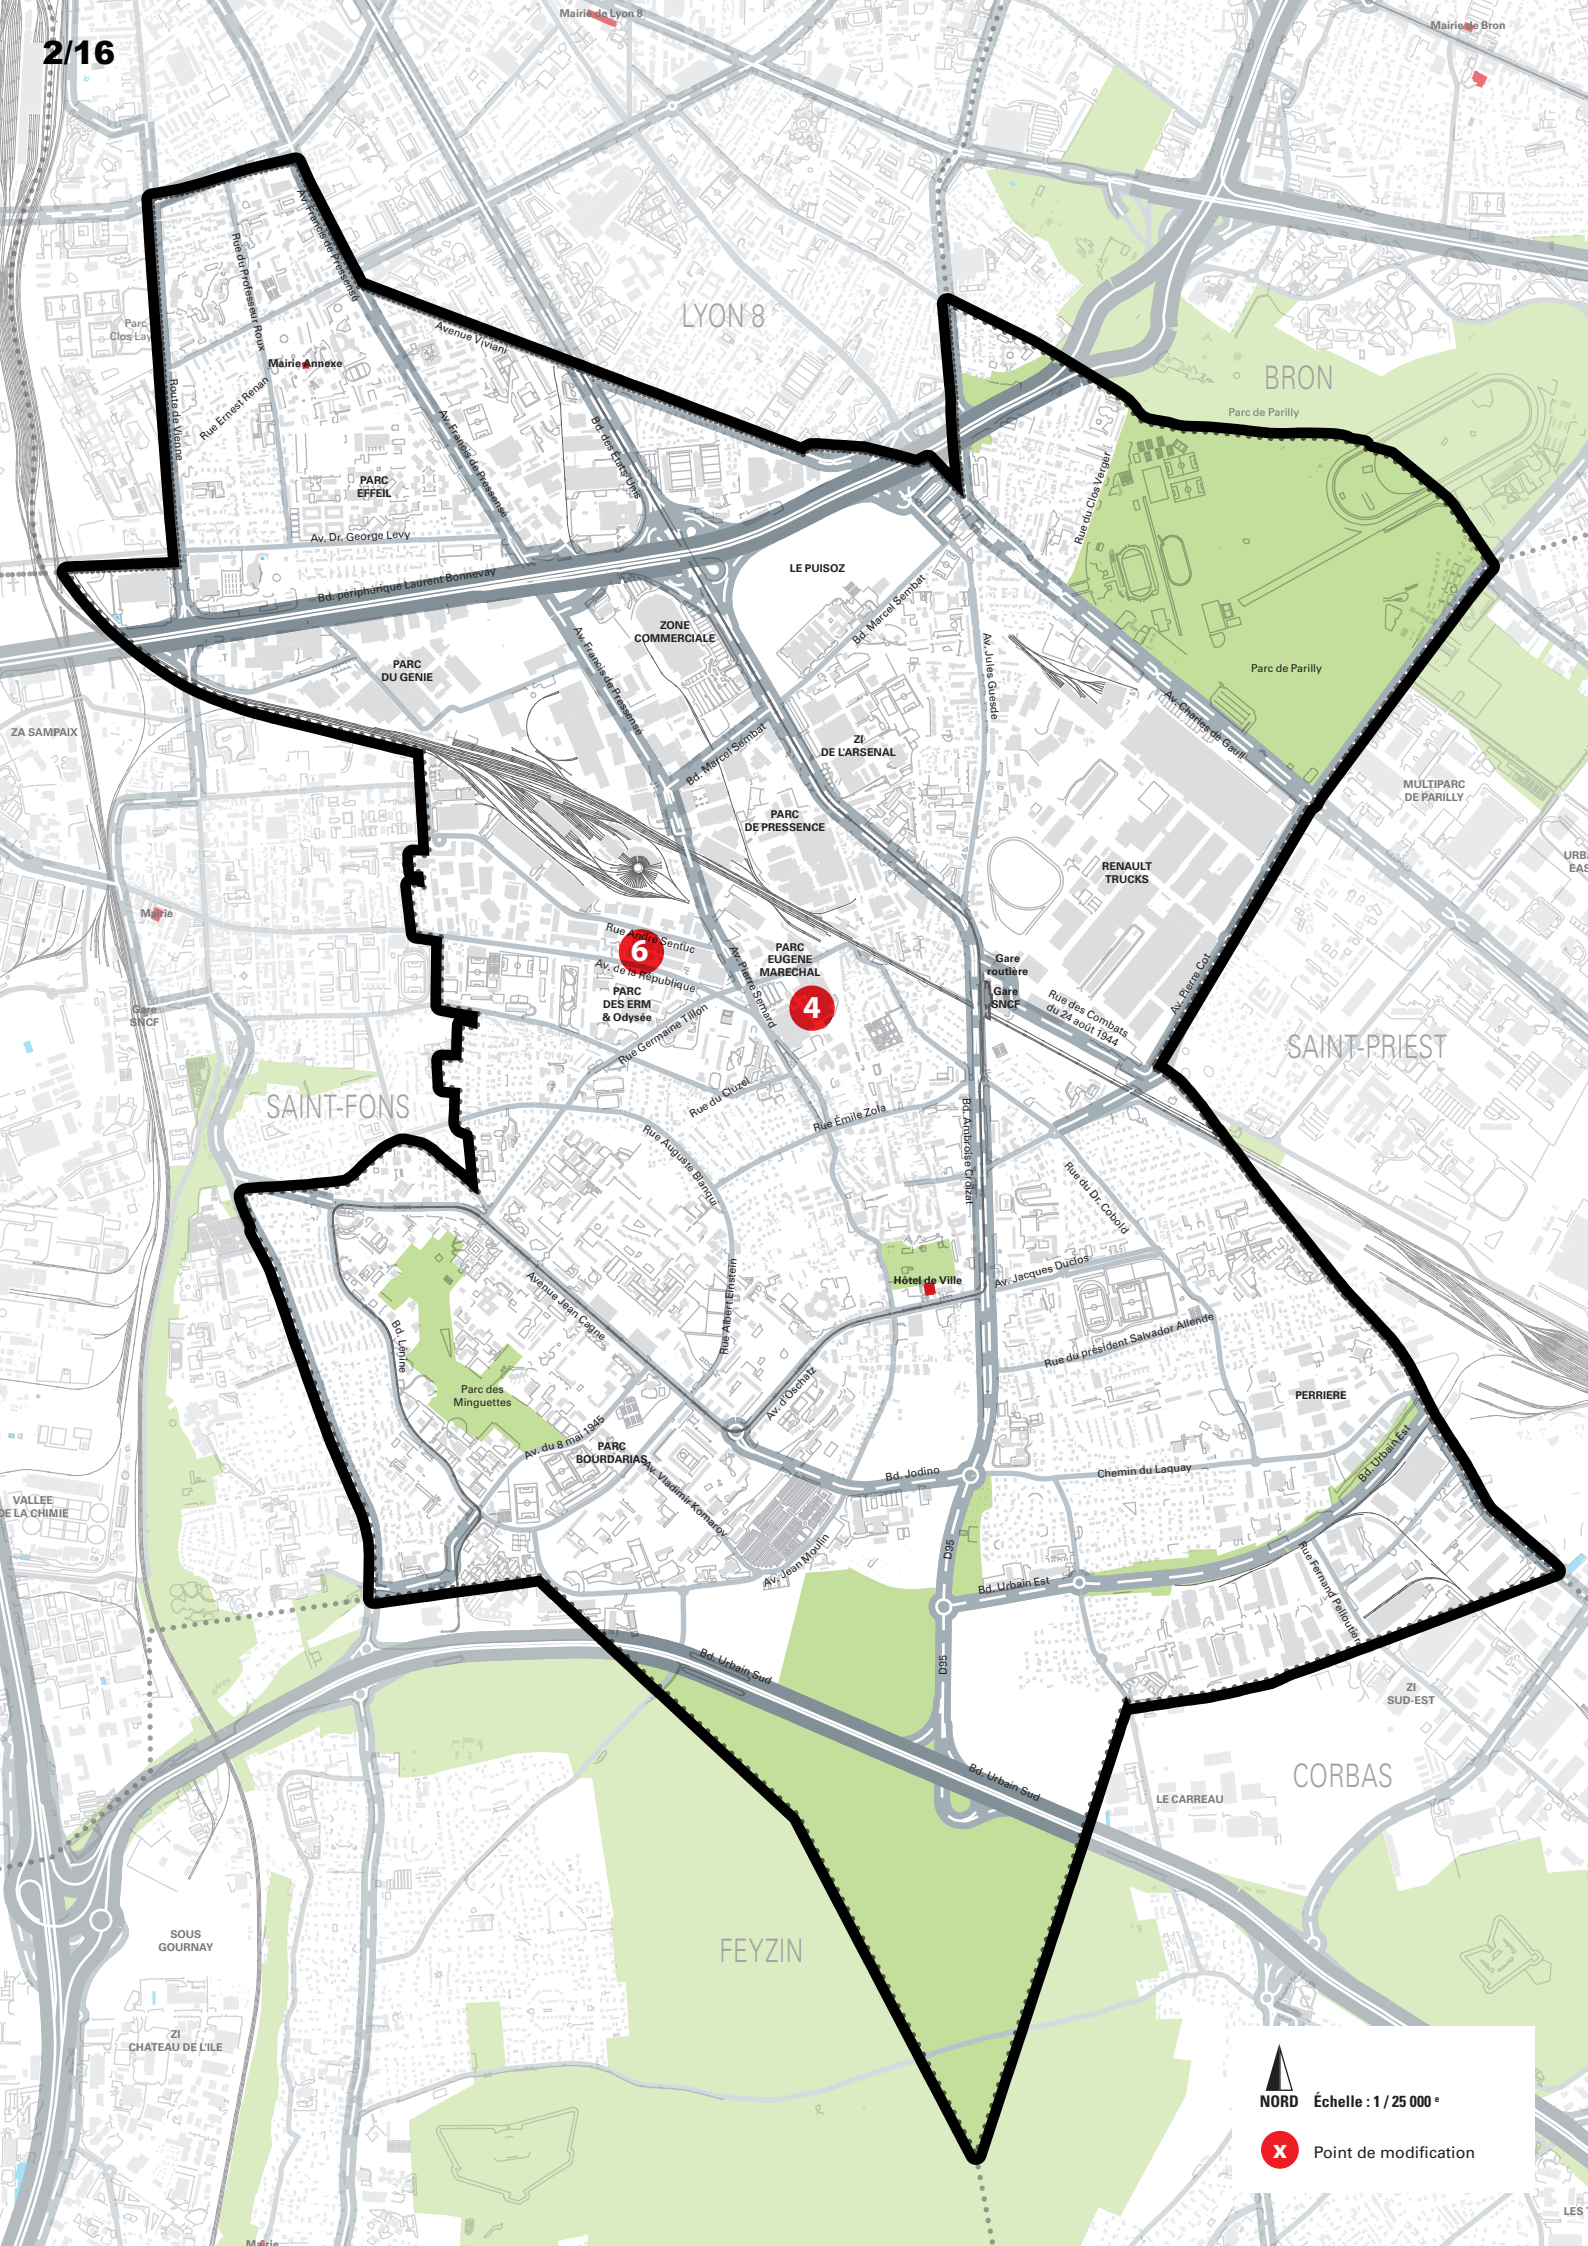 Mairie de Lyon 8
Mairie de Bron
2/16
Av. Francis de Pressensé
Rue du Professeur Roux
LYON 8
Parc
Clos Lay
Avenue Viviani
Mairie Annexe
BRON
Parc de Parilly
Route de Vienne
Rue Ernest Renan
Av. Francis de Pressensé
Bd. des États-Unis
Rue du Clos Verger
PARC
EFFEIL
Av. Dr. George Levy
LE PUISOZ
Bd. périphérique Laurent Bonnevay
Bd. Marcel Sembat
ZONE
COMMERCIALE
Av. Francis de Pressense
PARC
DU GENIE
Av. Jules Guesde
Parc de Parilly
Av. Charles de Gaull
ZA SAMPAIX
Bd. Marcel Sembat
ZI
DE L'ARSENAL
MULTIPARC
DE PARILLY
PARC
DE PRESSENCE
RENAULT
TRUCKS
URBA
EAS
Mairie
Rue André Sentuc
6
Av. de la République
Av. Pierre Semard
PARC
EUGENE
MARECHAL
Gare
routière
Gare
SNCF
PARC
DES ERM
& Odysée
4
Av. Pierre Cot
Rue des Combats
du 24 août 1944
Gare
SNCF
Rue Germaine Tillon
SAINT-PRIEST
SAINT-FONS
Rue du Cluzel
Rue Émile Zola
Bd. Ambroise Croizat
Rue Auguste Blanqui
Rue du Dr. Cobold
Hôtel de Ville
Av. Jacques Duclos
Avenue Jean Cagne
Rue Albert Einstein
Bd. Lénine
Rue du président Salvador Allende
Parc des
Minguettes
Av. d'Oschatz
PERRIERE
Av. du 8 mai 1945
PARC
BOURDARIAS
Av. Vladimir Komarov
Bd. Jodino
Chemin du Laquay
Bd. Urbain Est
VALLEE
DE LA CHIMIE
Av. Jean Moulin
D95
Bd. Urbain Est
Rue Fernand Pelloutier
Bd. Urbain Sud
D95
ZI
SUD-EST
Bd. Urbain Sud
CORBAS
LE CARREAU
SOUS
GOURNAY
FEYZIN
ZI
CHATEAU DE L'ILE
NORD
Échelle : 1 / 25 000 e
x
Point de modification
LES
Mairie